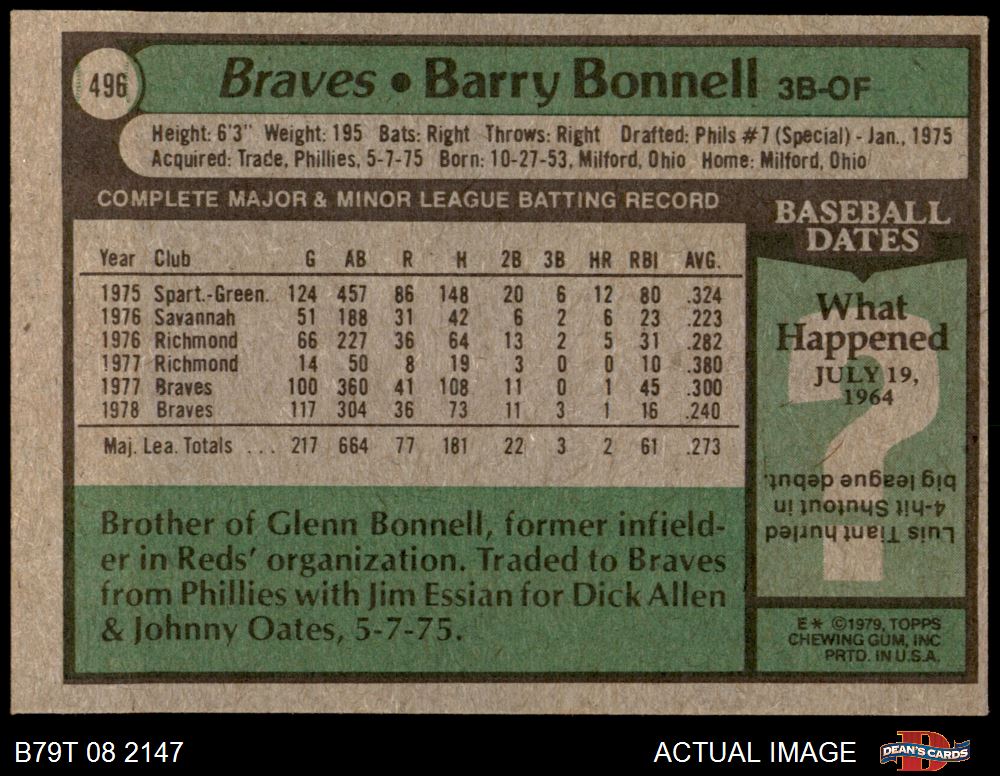 496
Braves • Barry Bonnell 3B-OF
Height: 6'3" Weight: 195 Bats: Right Throws: Right Drafted: Phils #7 (Special) - Jan., 1975
Acquired: Trade, Phillies, 5-7-75 Born: 10-27-53, Milford, Ohio Home: Milford, Ohio
COMPLETE MAJOR & MINOR LEAGUE BATTING RECORD
Year Club G AB R H 2B 3B HR RBI AVG.
1975 Spart.-Green. 124 457 86 148 20 6 12 80 .324
1976 Savannah 51 188 31 42 6 2 6 23 .223
1976 Richmond 66 227 36 64 13 2 5 31 .282
1977 Richmond 14 50 8 19 3 0 0 10 .380
1977 Braves 100 360 41 108 11 0 1 45 .300
1978 Braves 117 304 36 73 11 3 1 16 .240
Maj. Lea. Totals ... 217 664 77 181 22 3 2 61 .273
Brother of Glenn Bonnell, former infield-
er in Reds' organization. Traded to Braves
from Phillies with Jim Essian for Dick Allen
& Johnny Oates, 5-7-75.
BASEBALL
DATES
What
Happened
JULY 19,
1964
Luis Tiant hurled
4-hit Shutout in
big league debut.
E* ©1979, TOPPS
CHEWING GUM, INC
PRTD. IN U.S.A.
B79T 08 2147
ACTUAL IMAGE
D
DEAN'S CARDS